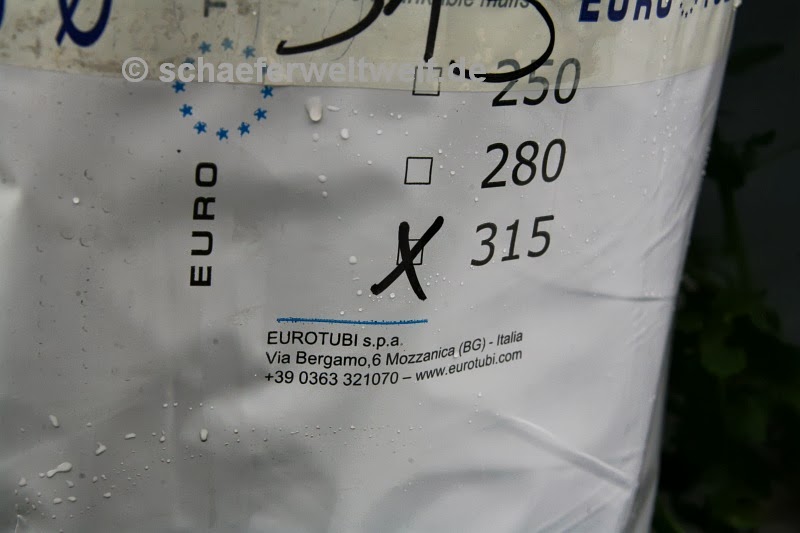 EURO
© schaeferweltweit.de
250
280
315
EURO
EUROTUBI s.p.a.
Via Bergamo,6 Mozzanica (BG) - Italia
+39 0363 321070 – www.eurotubi.com